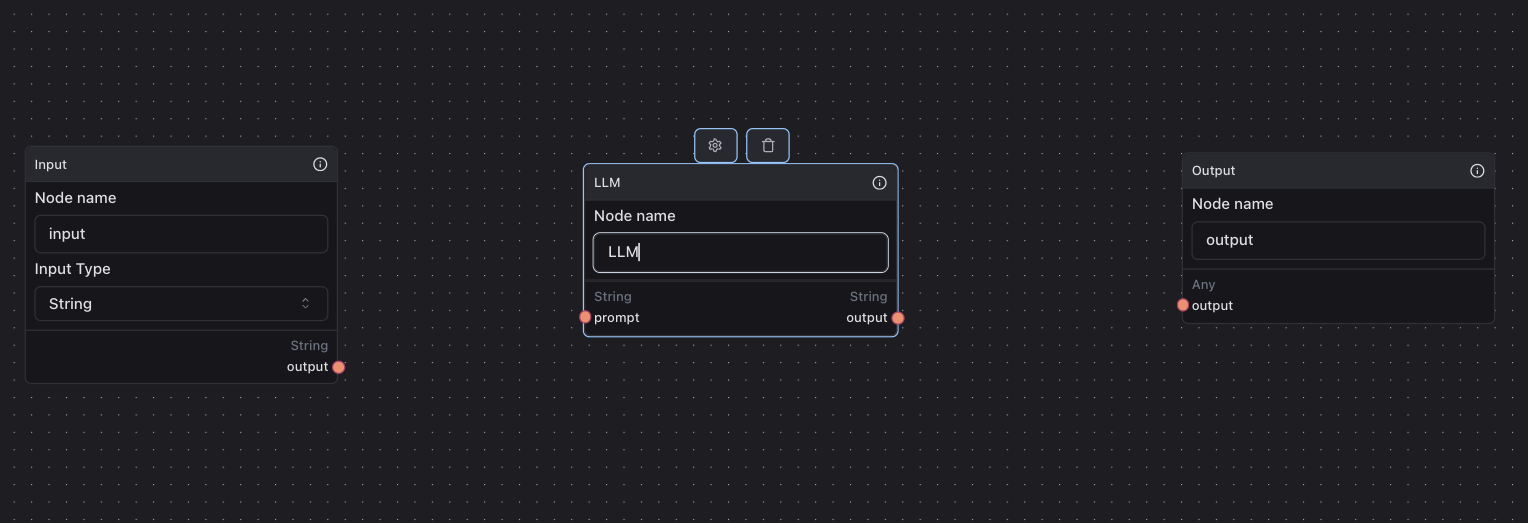 Input
Node name
input
Input Type
String
String
output
LLM
Node name
LLM
String String
prompt output
Output
Node name
output
Any
output